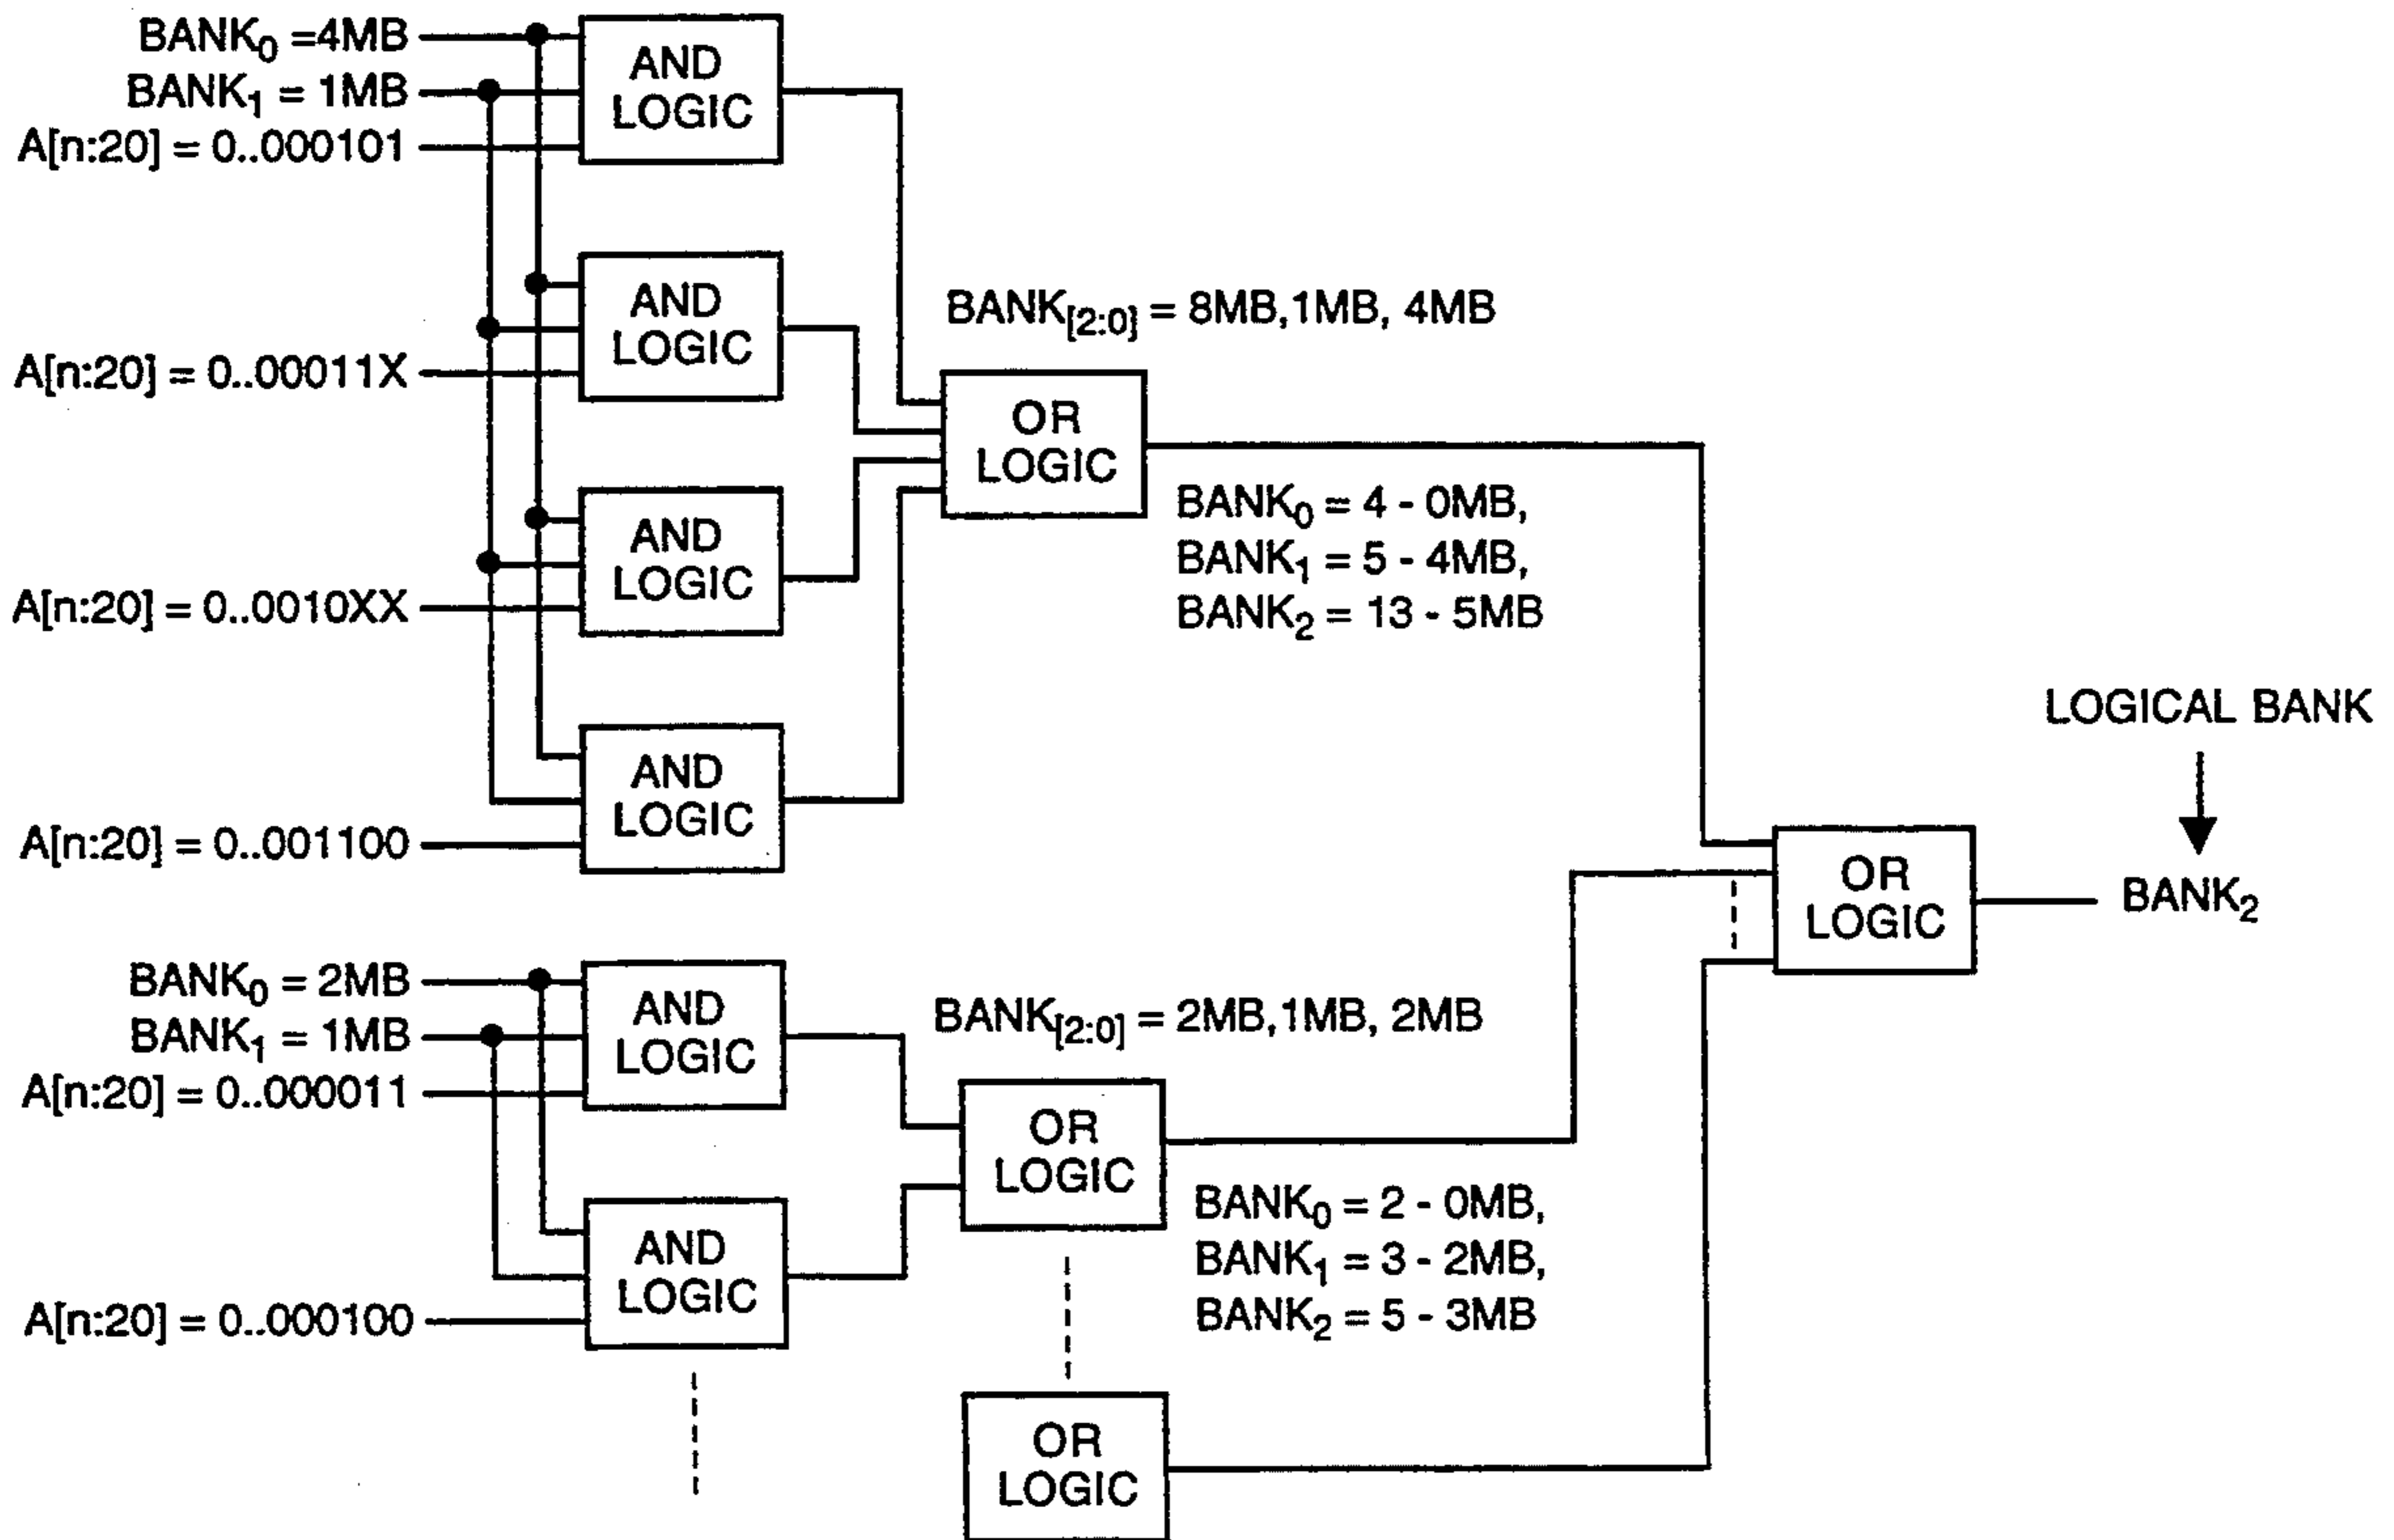 BANK₀ =4MB
BANK₁ = 1MB
A[n:20] = 0..000101
AND
LOGIC
A[n:20] = 0..00011X
AND
LOGIC
A[n:20] = 0..0010XX
AND
LOGIC
A[n:20] = 0..001100
AND
LOGIC
BANK[2:0] = 8MB,1MB, 4MB
OR
LOGIC
BANK₀ = 4 - 0MB,
BANK₁ = 5 - 4MB,
BANK₂ = 13 - 5MB
BANK₀ = 2MB
BANK₁ = 1MB
A[n:20] = 0..000011
AND
LOGIC
A[n:20] = 0..000100
AND
LOGIC
BANK[2:0] = 2MB,1MB, 2MB
OR
LOGIC
BANK₀ = 2 - 0MB,
BANK₁ = 3 - 2MB,
BANK₂ = 5 - 3MB
OR
LOGIC
OR
LOGIC
LOGICAL BANK
BANK₂